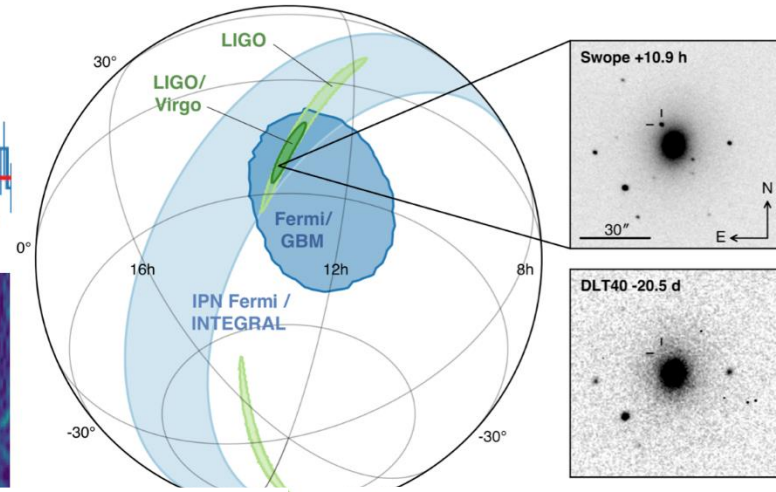 LIGO
30°
LIGO/
Virgo
Fermi/
GBM
0°
16h
12h
8h
IPN Fermi /
INTEGRAL
-30°
-30°
Swope +10.9 h
N
30″
E
DLT40 -20.5 d